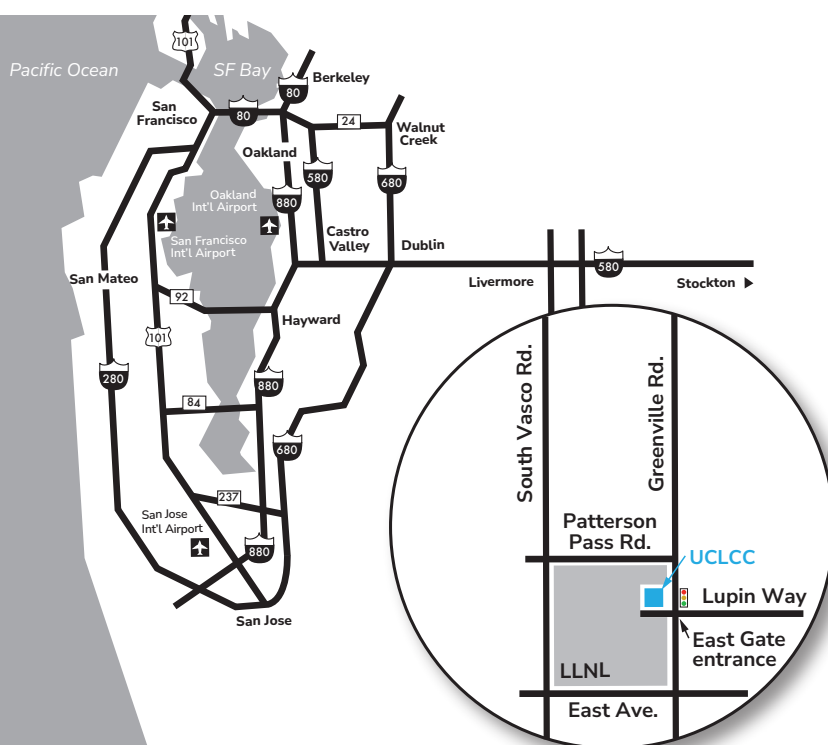 101
Pacific Ocean
SF Bay
Berkeley
80
San
Francisco
80
24
Walnut
Creek
Oakland
580
680
Oakland
Int'l Airport
880
San Francisco
Int'l Airport
Castro
Valley
Dublin
580
San Mateo
Livermore
Stockton
92
Hayward
101
280
880
84
680
237
San Jose
Int'l Airport
880
San Jose
South Vasco Rd.
Greenville Rd.
Patterson
Pass Rd.
UCLCC
Lupin Way
East Gate
entrance
LLNL
East Ave.